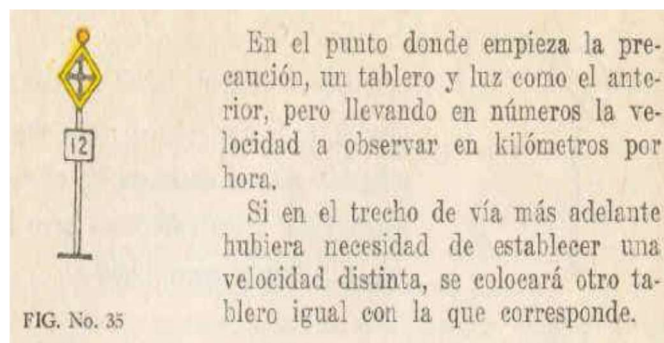 12
FIG. No. 35
En el punto donde empieza la pre-
caución, un tablero y luz como el ante-
rior, pero llevando en números la ve-
locidad a observar en kilómetros por
hora.
Si en el trecho de vía más adelante
hubiera necesidad de establecer una
velocidad distinta, se colocará otro ta-
blero igual con la que corresponde.